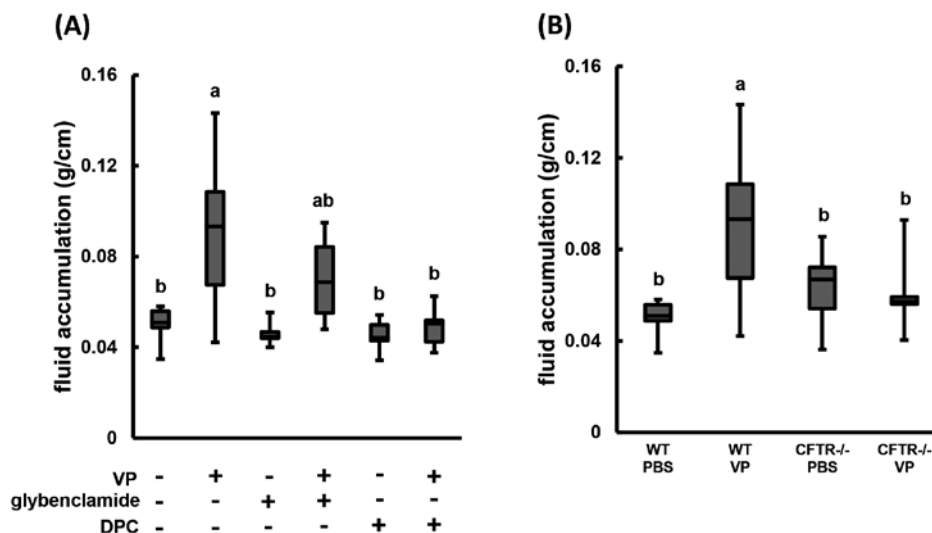 (A)
fluid accumulation (g/cm)
0.16
0.12
0.08
0.04
0
b
a
b
ab
b
b
VP - + - + - +
glybenclamide - - + + - -
DPC - - - - + +
(B)
fluid accumulation (g/cm)
0.16
0.12
0.08
0.04
0
b
a
b
b
WT PBS
WT VP
CFTR-/- PBS
CFTR-/- VP